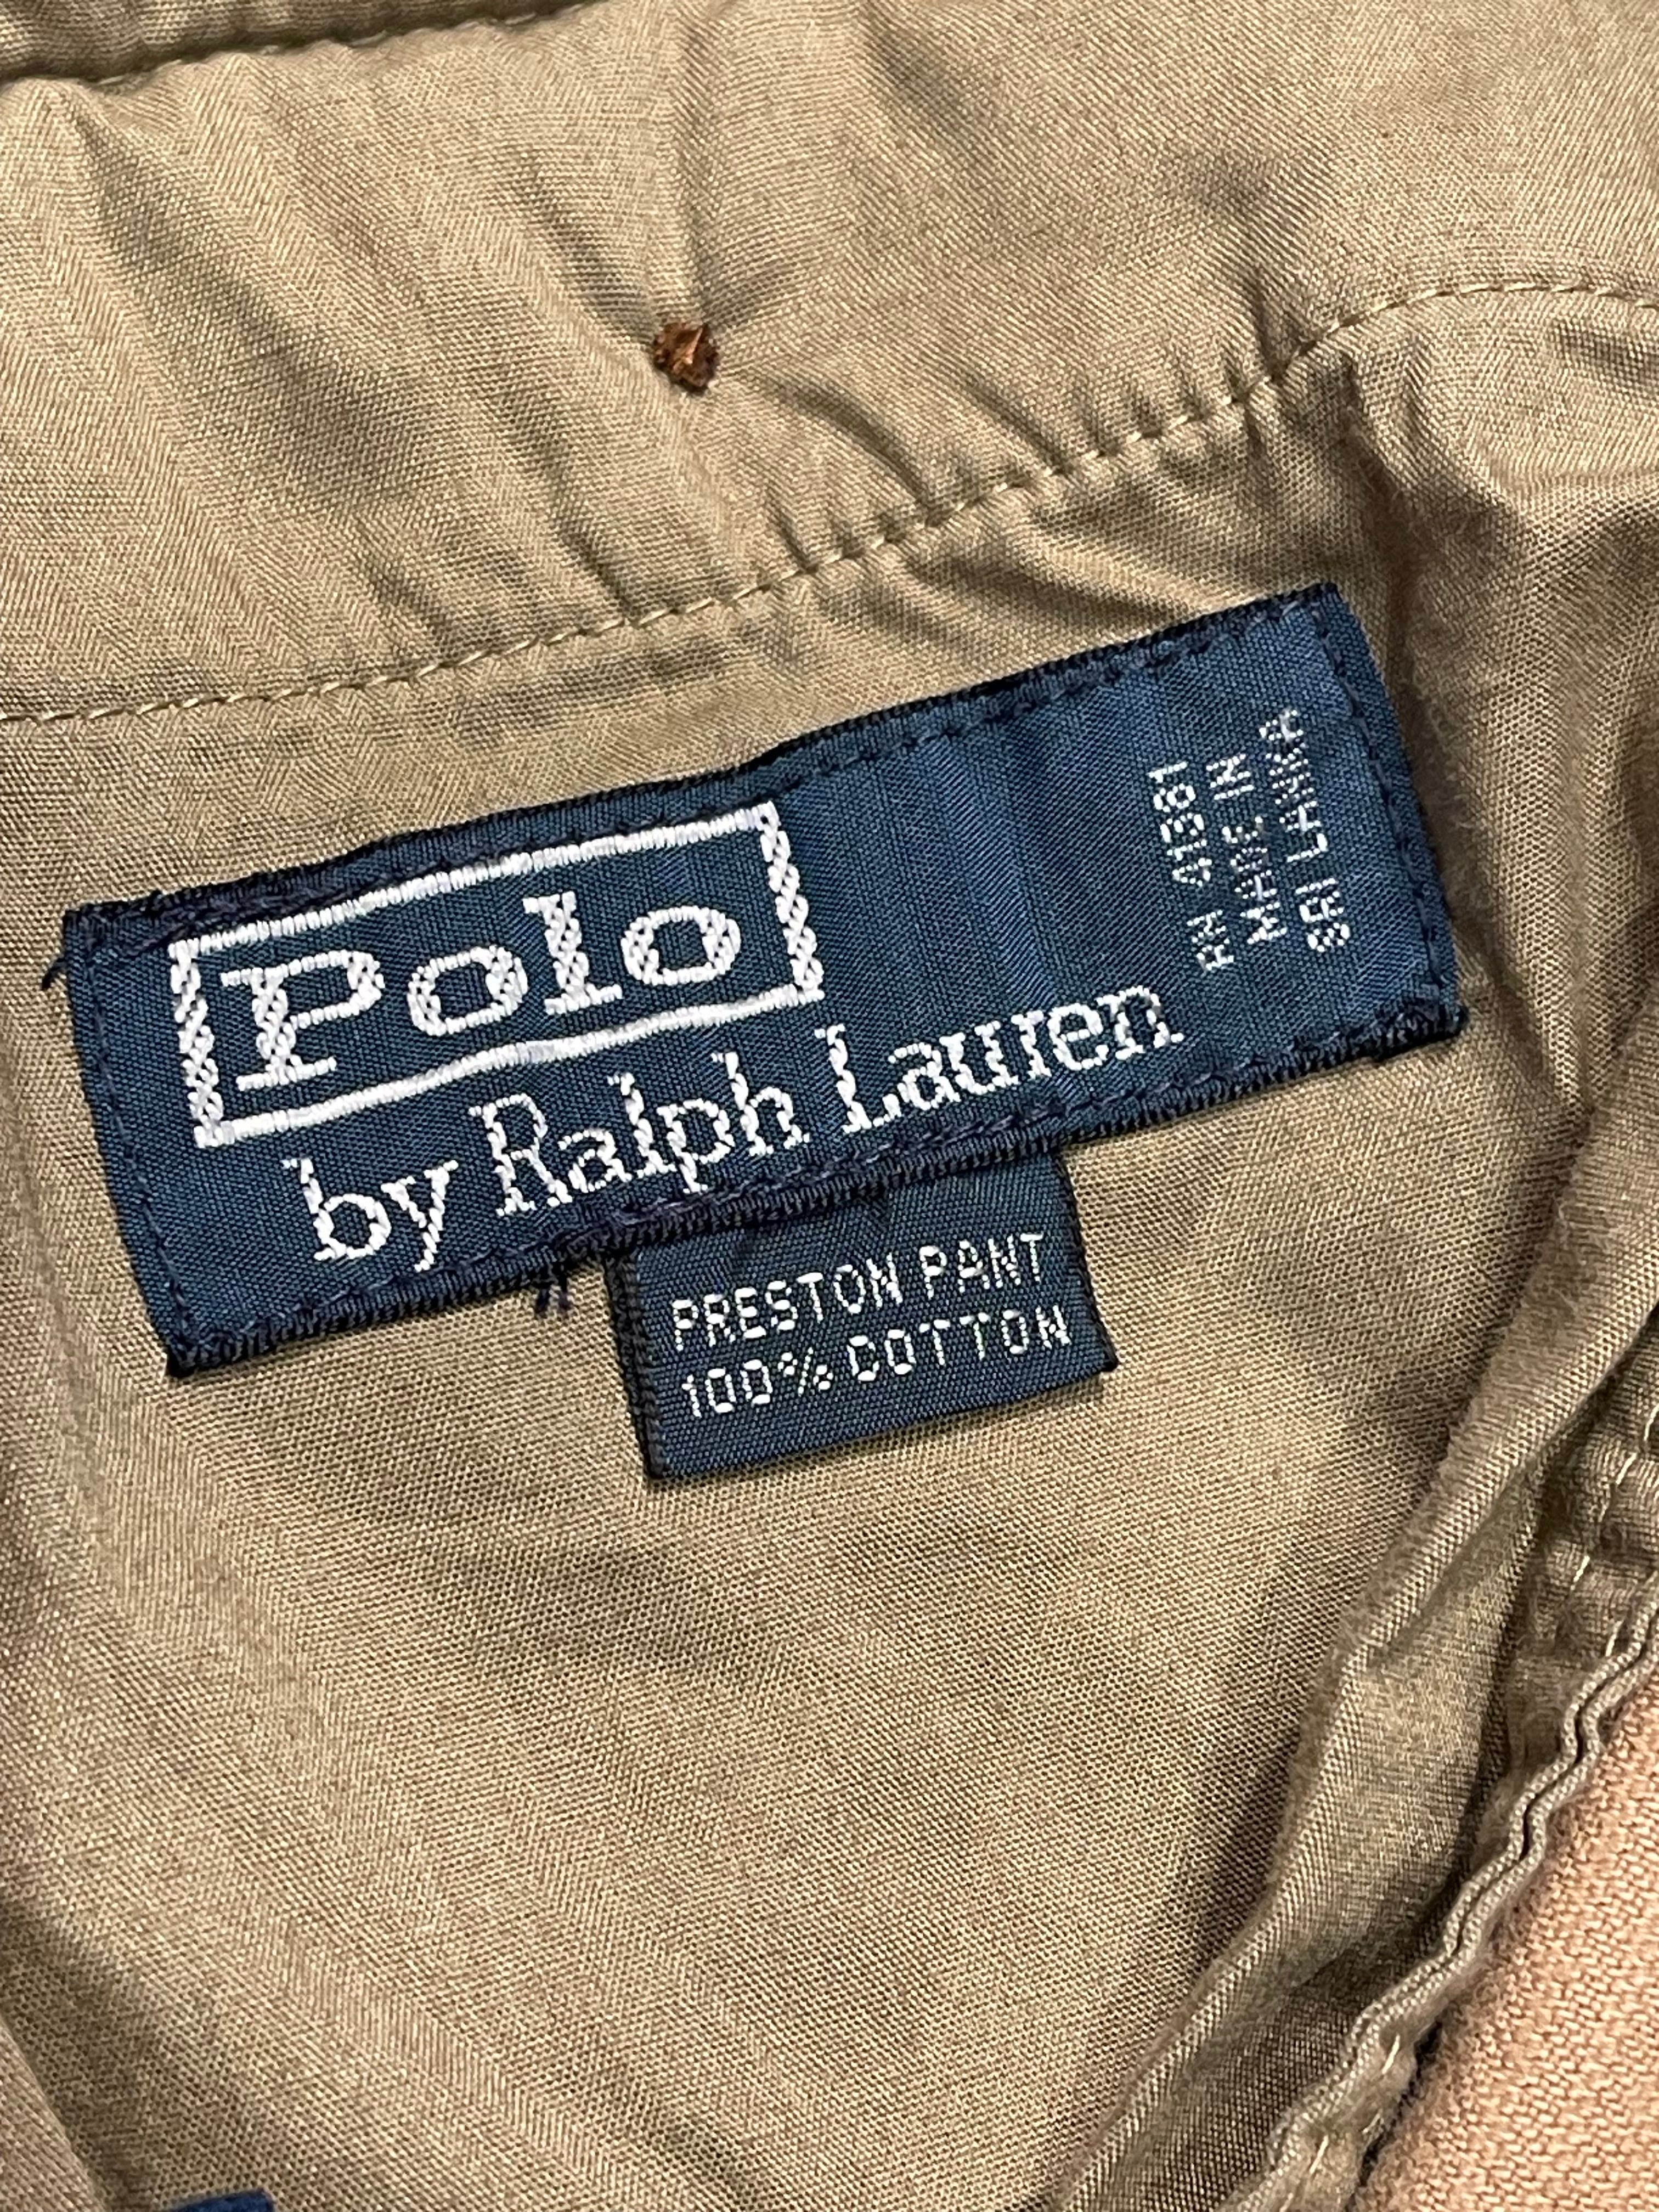 Polo
by Ralph Lauren
RN 41381
MADE IN
SRI LANKA
PRESTON PANT
100% COTTON